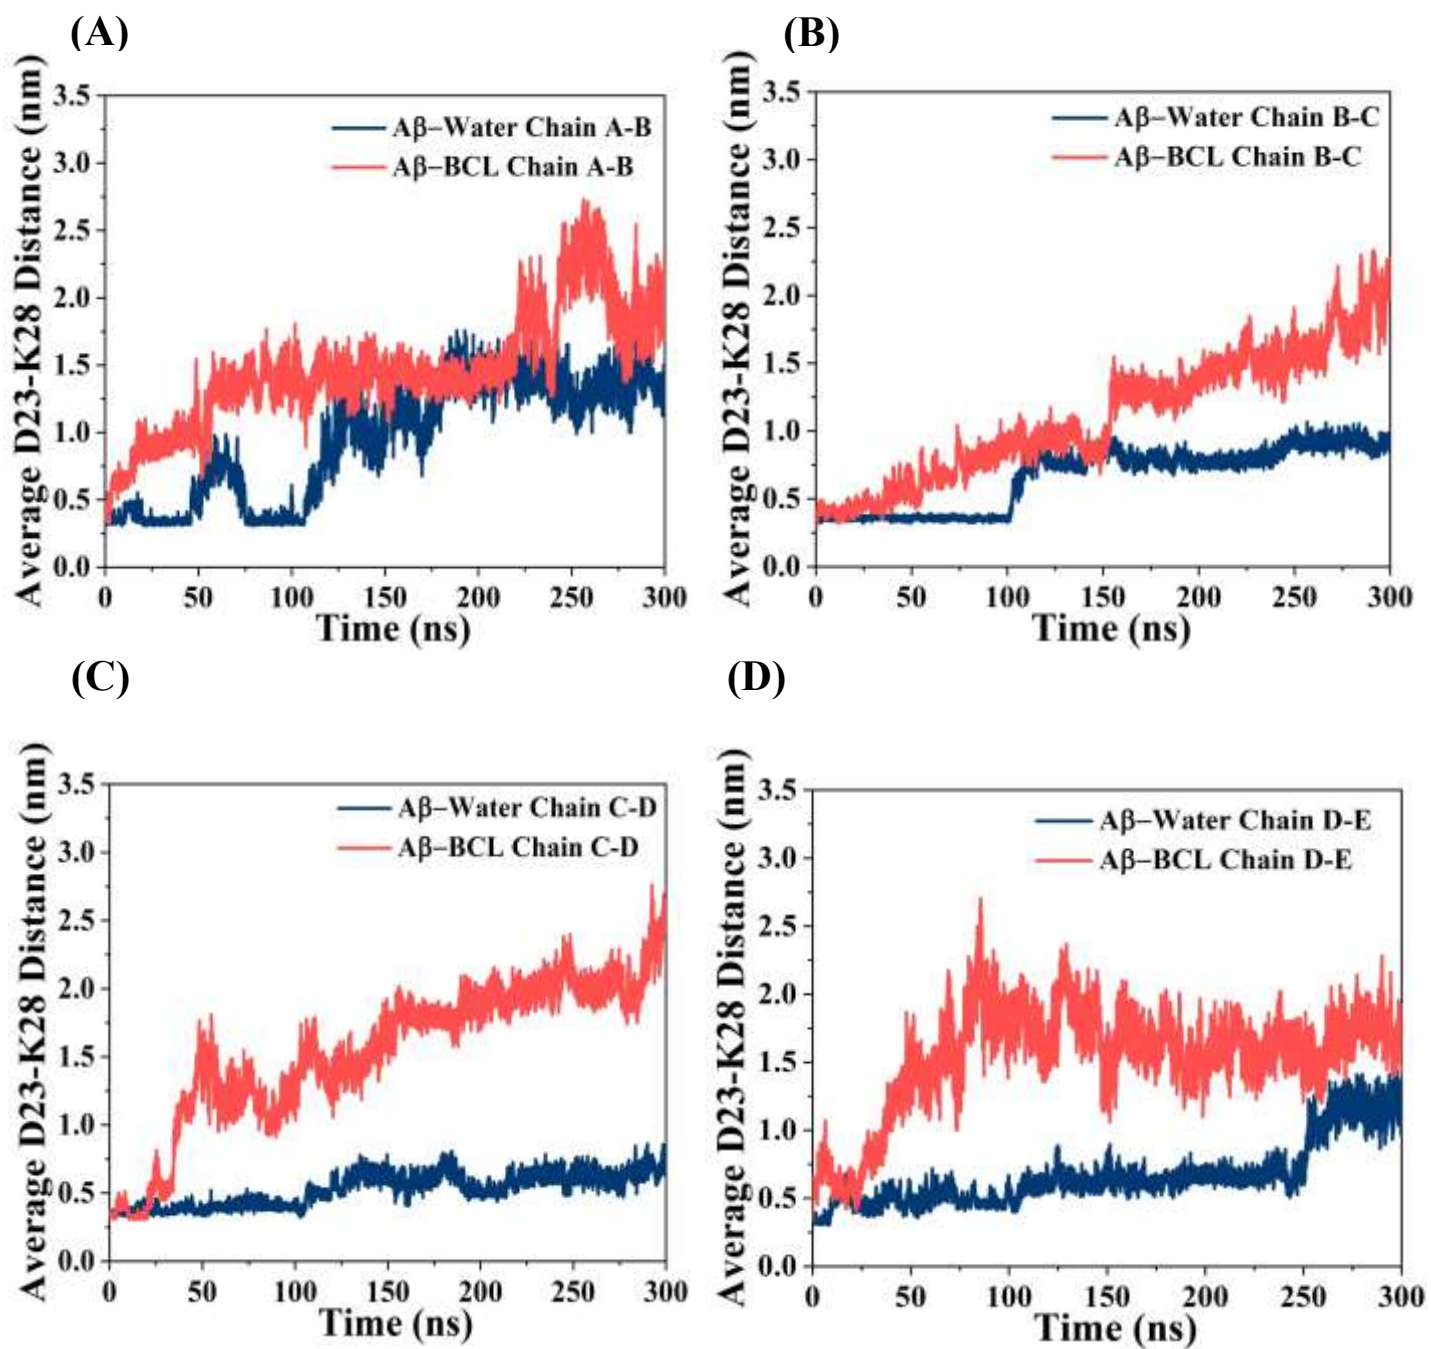 (A)
Average D23-K28 Distance (nm)
3.5
3.0
2.5
2.0
1.5
1.0
0.5
0.0
Aβ−Water Chain A-B
Aβ−BCL Chain A-B
0 50 100 150 200 250 300
Time (ns)
(B)
Average D23-K28 Distance (nm)
3.5
3.0
2.5
2.0
1.5
1.0
0.5
0.0
Aβ−Water Chain B-C
Aβ−BCL Chain B-C
0 50 100 150 200 250 300
Time (ns)
(C)
Average D23-K28 Distance (nm)
3.5
3.0
2.5
2.0
1.5
1.0
0.5
0.0
Aβ−Water Chain C-D
Aβ−BCL Chain C-D
0 50 100 150 200 250 300
Time (ns)
(D)
Average D23-K28 Distance (nm)
3.5
3.0
2.5
2.0
1.5
1.0
0.5
0.0
Aβ−Water Chain D-E
Aβ−BCL Chain D-E
0 50 100 150 200 250 300
Time (ns)